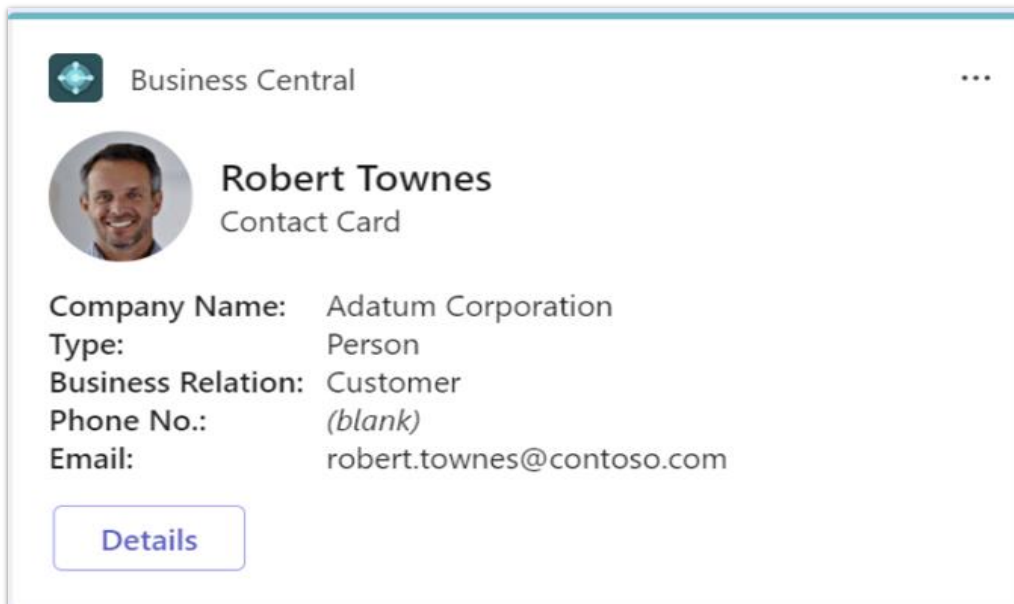 Business Central
...
Robert Townes
Contact Card
Company Name: Adatum Corporation
Type: Person
Business Relation: Customer
Phone No.: (blank)
Email: robert.townes@contoso.com
Details